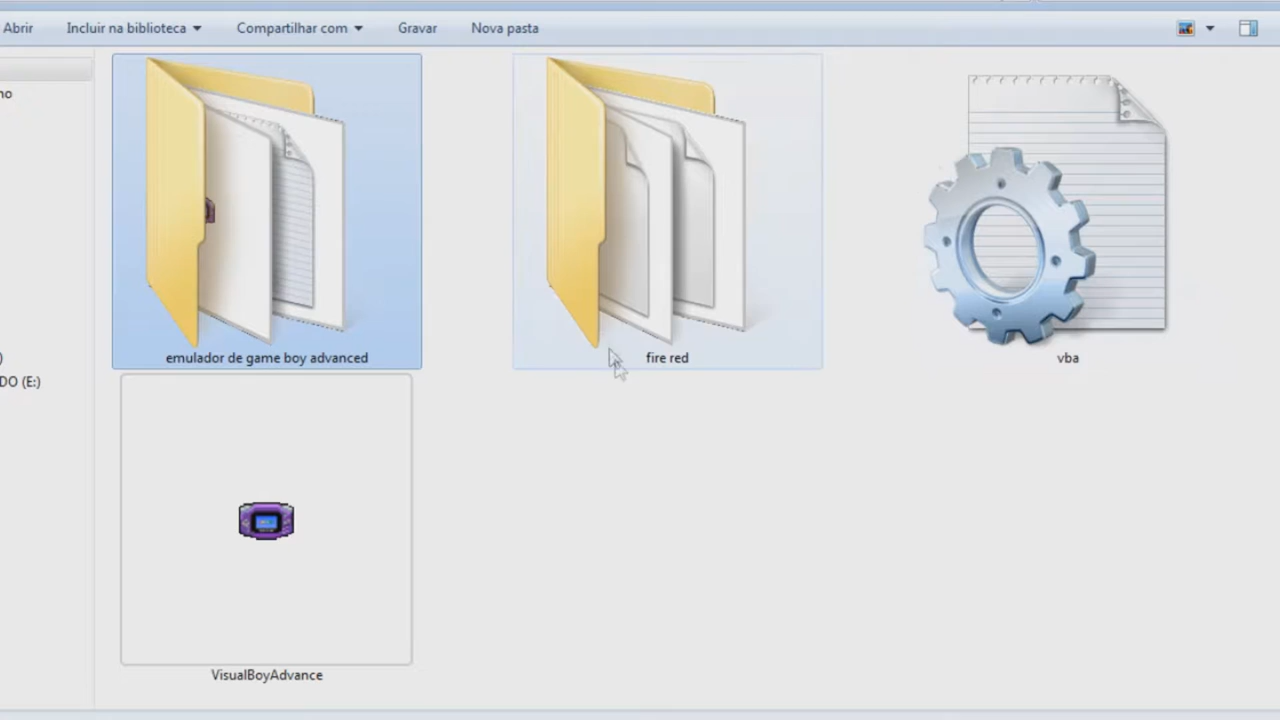 Abrir Incluir na biblioteca Compartilhar com Gravar Nova pasta
no
emulador de game boy advanced fire red vba
)
DO (E:)
VisualBoyAdvance